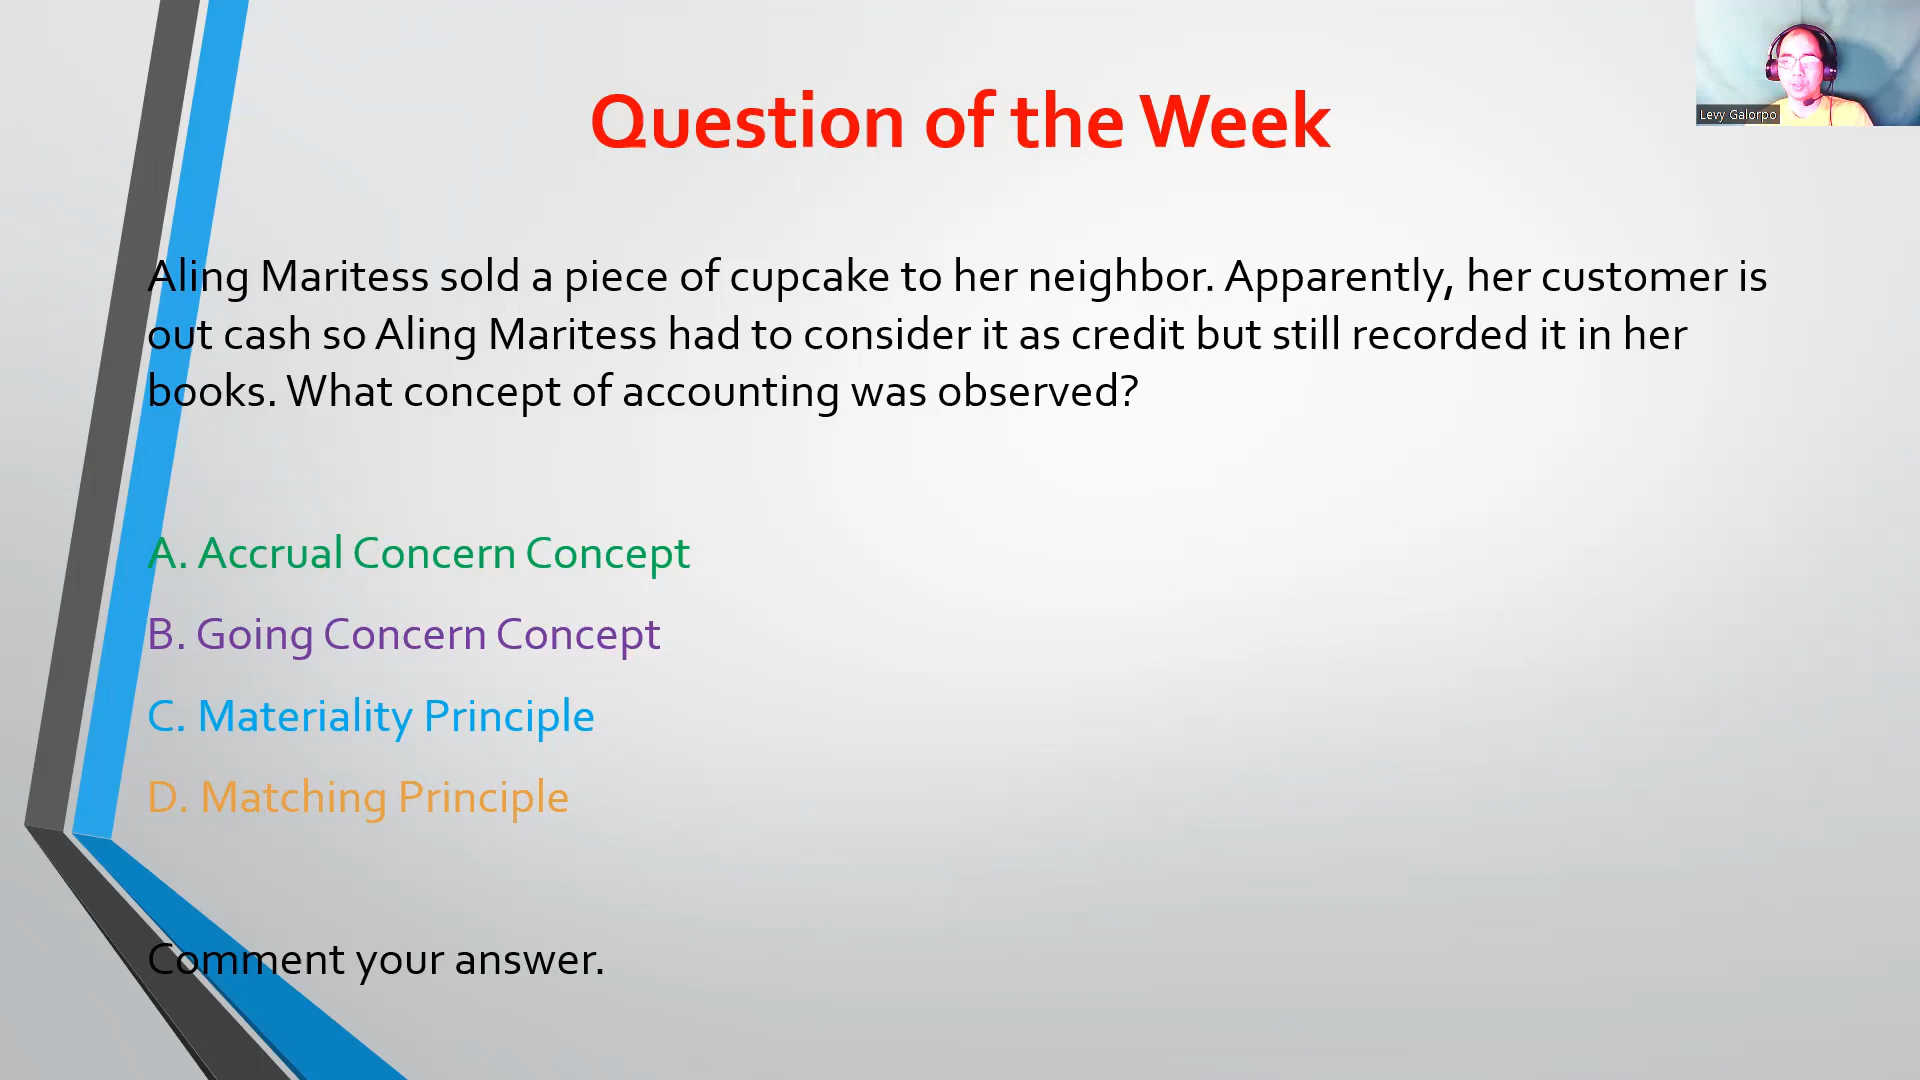 Question of the Week
Levy Galorpo
Aling Maritess sold a piece of cupcake to her neighbor. Apparently, her customer is
out cash so Aling Maritess had to consider it as credit but still recorded it in her
books. What concept of accounting was observed?
A. Accrual Concern Concept
B. Going Concern Concept
C. Materiality Principle
D. Matching Principle
Comment your answer.